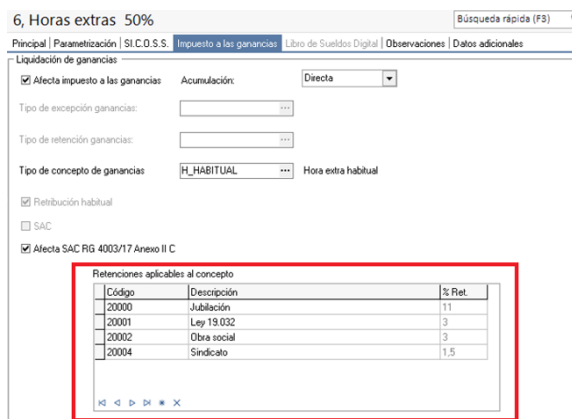 6, Horas extras 50%
Búsqueda rápida (F3)
Principal | Parametrización | S.I.C.O.S.S. | Impuesto a las ganancias | Libro de Sueldos Digital | Observaciones | Datos adicionales
Liquidación de ganancias
Afecta impuesto a las ganancias Acumulación: Directa
Tipo de excepción ganancias: ...
Tipo de retención ganancias: ...
Tipo de concepto de ganancias H_HABITUAL ... Hora extra habitual
Retribución habitual
SAC
Afecta SAC RG 4003/17 Anexo II C
Retenciones aplicables al concepto
Código Descripción % Ret.
20000 Jubilación 11
20001 Ley 19.032 3
20002 Obra social 3
20004 Sindicato 1,5